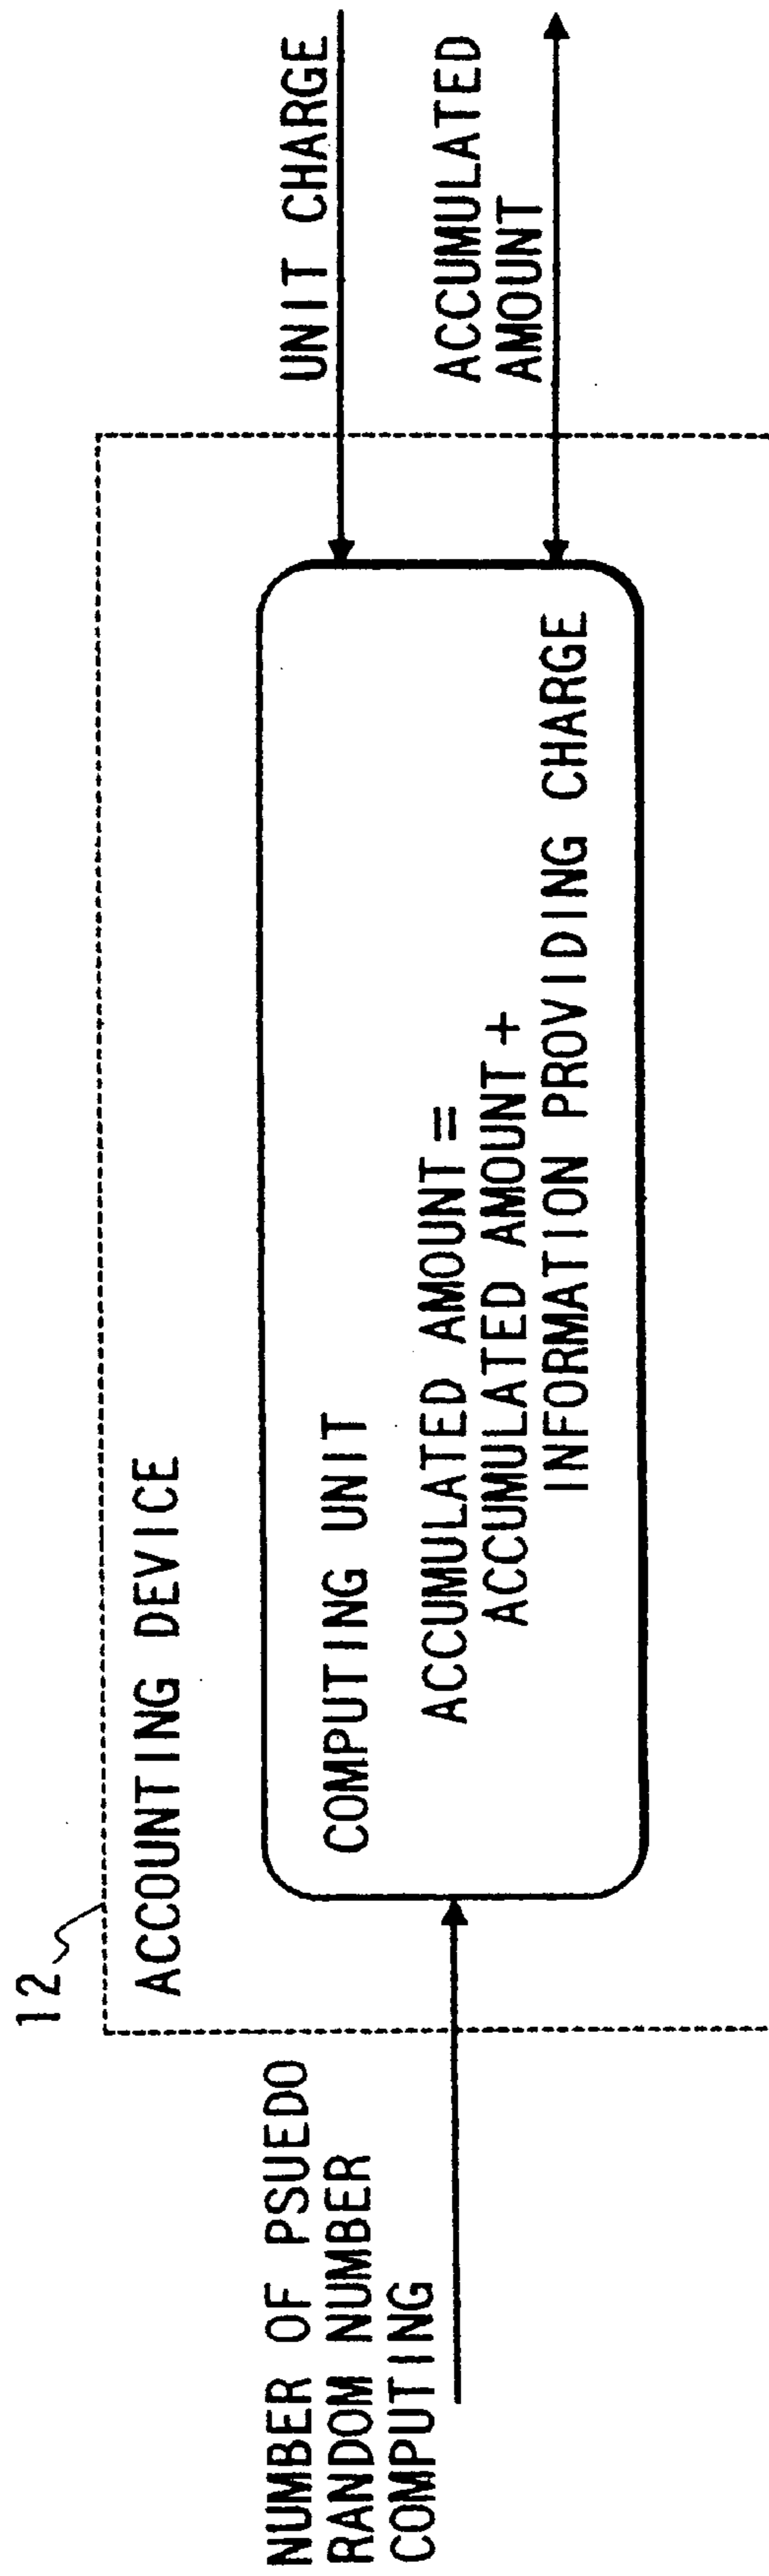 12
ACCOUNTING DEVICE
NUMBER OF PSUEDO
RANDOM NUMBER
COMPUTING
COMPUTING UNIT
ACCUMULATED AMOUNT =
ACCUMULATED AMOUNT +
INFORMATION PROVIDING CHARGE
UNIT CHARGE
ACCUMULATED
AMOUNT